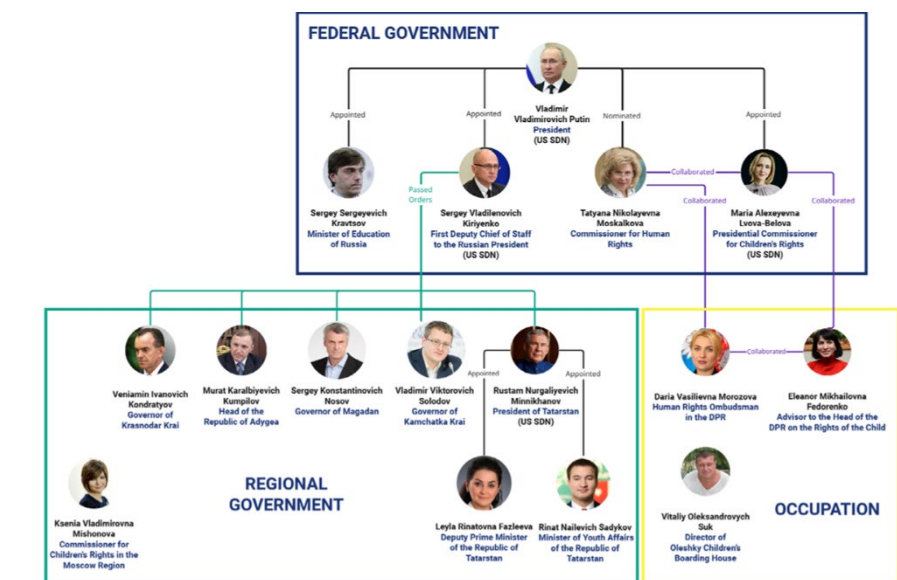 FEDERAL GOVERNMENT
Vladimir
Vladimirovich Putin
President
(US SDN)
Appointed
Appointed
Nominated
Appointed
Collaborated
Passed
Orders
Collaborated
Collaborated
Sergey Sergeyevich
Kravtsov
Minister of Education
of Russia
Sergey Vladilenovich
Kiriyenko
First Deputy Chief of Staff
to the Russian President
(US SDN)
Tatyana Nikolayevna
Moskalkova
Commissioner for Human
Rights
Maria Alexeyevna
Lvova-Belova
Presidential Commissioner
for Children's Rights
(US SDN)
Veniamin Ivanovich
Kondratyov
Governor of
Krasnodar Krai
Murat Karalbiyevich
Kumpilov
Head of the
Republic of Adygea
Sergey Konstantinovich
Nosov
Governor of Magadan
Vladimir Viktorovich
Solodov
Governor of
Kamchatka Krai
Rustam Nurgaliyevich
Minnikhanov
President of Tatarstan
(US SDN)
Appointed
Appointed
Collaborated
Daria Vasilievna Morozova
Human Rights Ombudsman
in the DPR
Eleanor Mikhailovna
Fedorenko
Advisor to the Head of the
DPR on the Rights of the Child
Ksenia Vladimirovna
Mishonova
Commissioner for
Children's Rights in the
Moscow Region
REGIONAL
GOVERNMENT
Leyla Rinatovna Fazleeva
Deputy Prime Minister
of the Republic of
Tatarstan
Rinat Nailevich Sadykov
Minister of Youth Affairs
of the Republic of
Tatarstan
Vitaliy Oleksandrovych
Suk
Director of
Oleshky Children's
Boarding House
OCCUPATION